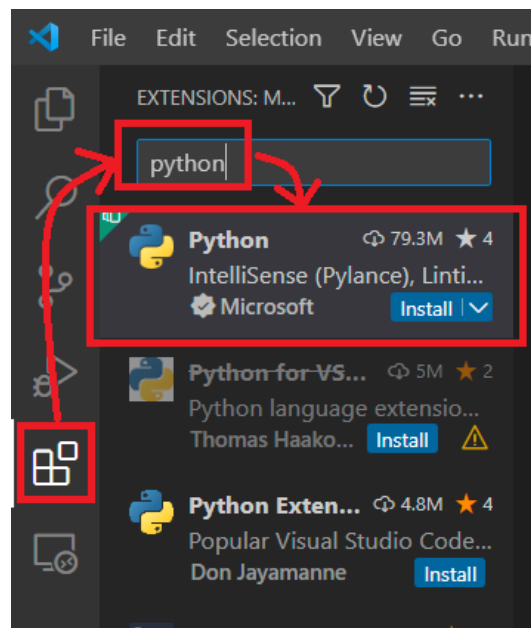 File Edit Selection View Go Run
EXTENSIONS: M...
python
Python 79.3M 4
IntelliSense (Pylance), Linti...
Microsoft Install
Python for VS... 5M 2
Python language extensio...
Thomas Haako... Install
Python Exten... 4.8M 4
Popular Visual Studio Code...
Don Jayamanne Install